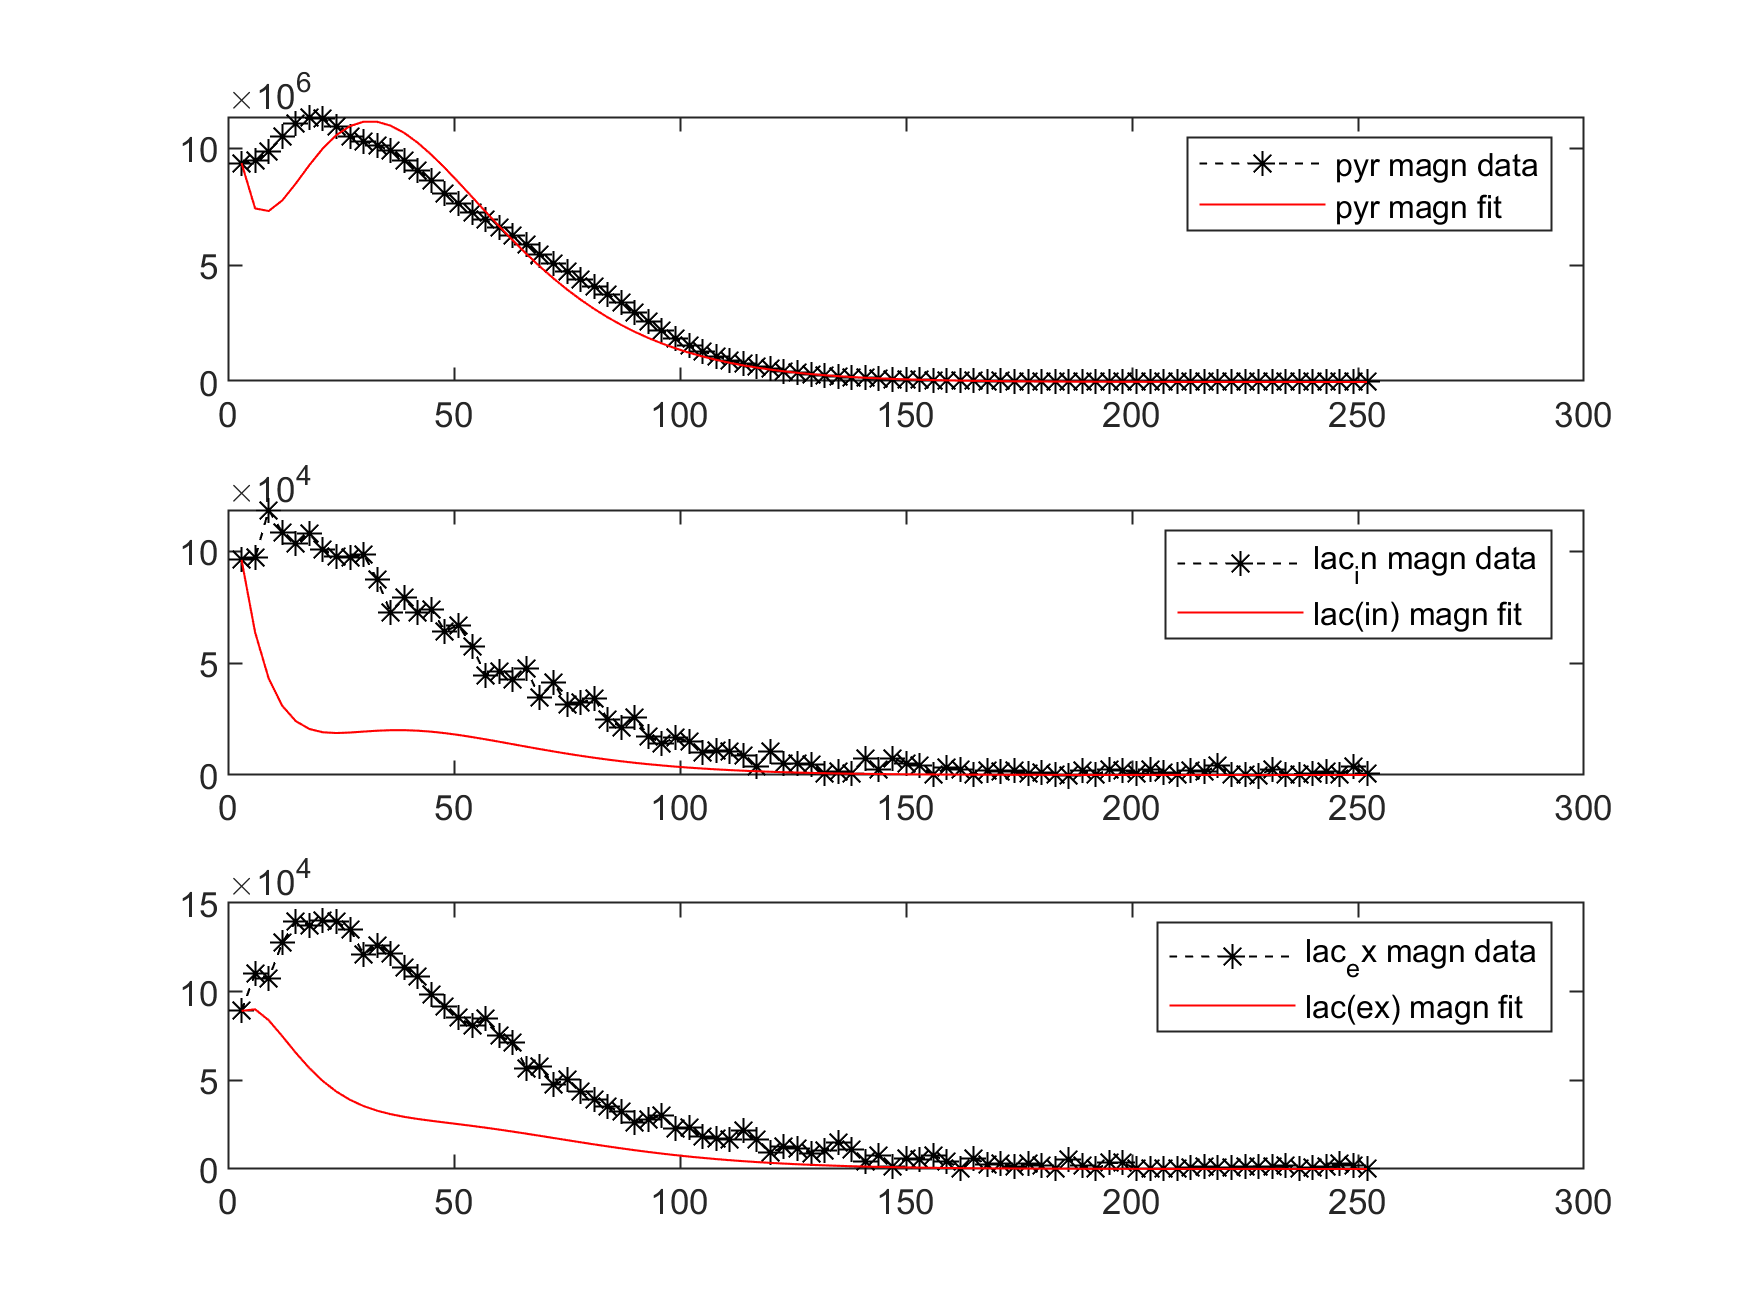 ×10^6
10
5
0
0 50 100 150 200 250 300
pyr magn data
pyr magn fit
×10^4
10
5
0
0 50 100 150 200 250 300
lac_in magn data
lac(in) magn fit
×10^4
15
10
5
0
0 50 100 150 200 250 300
lac_ex magn data
lac(ex) magn fit